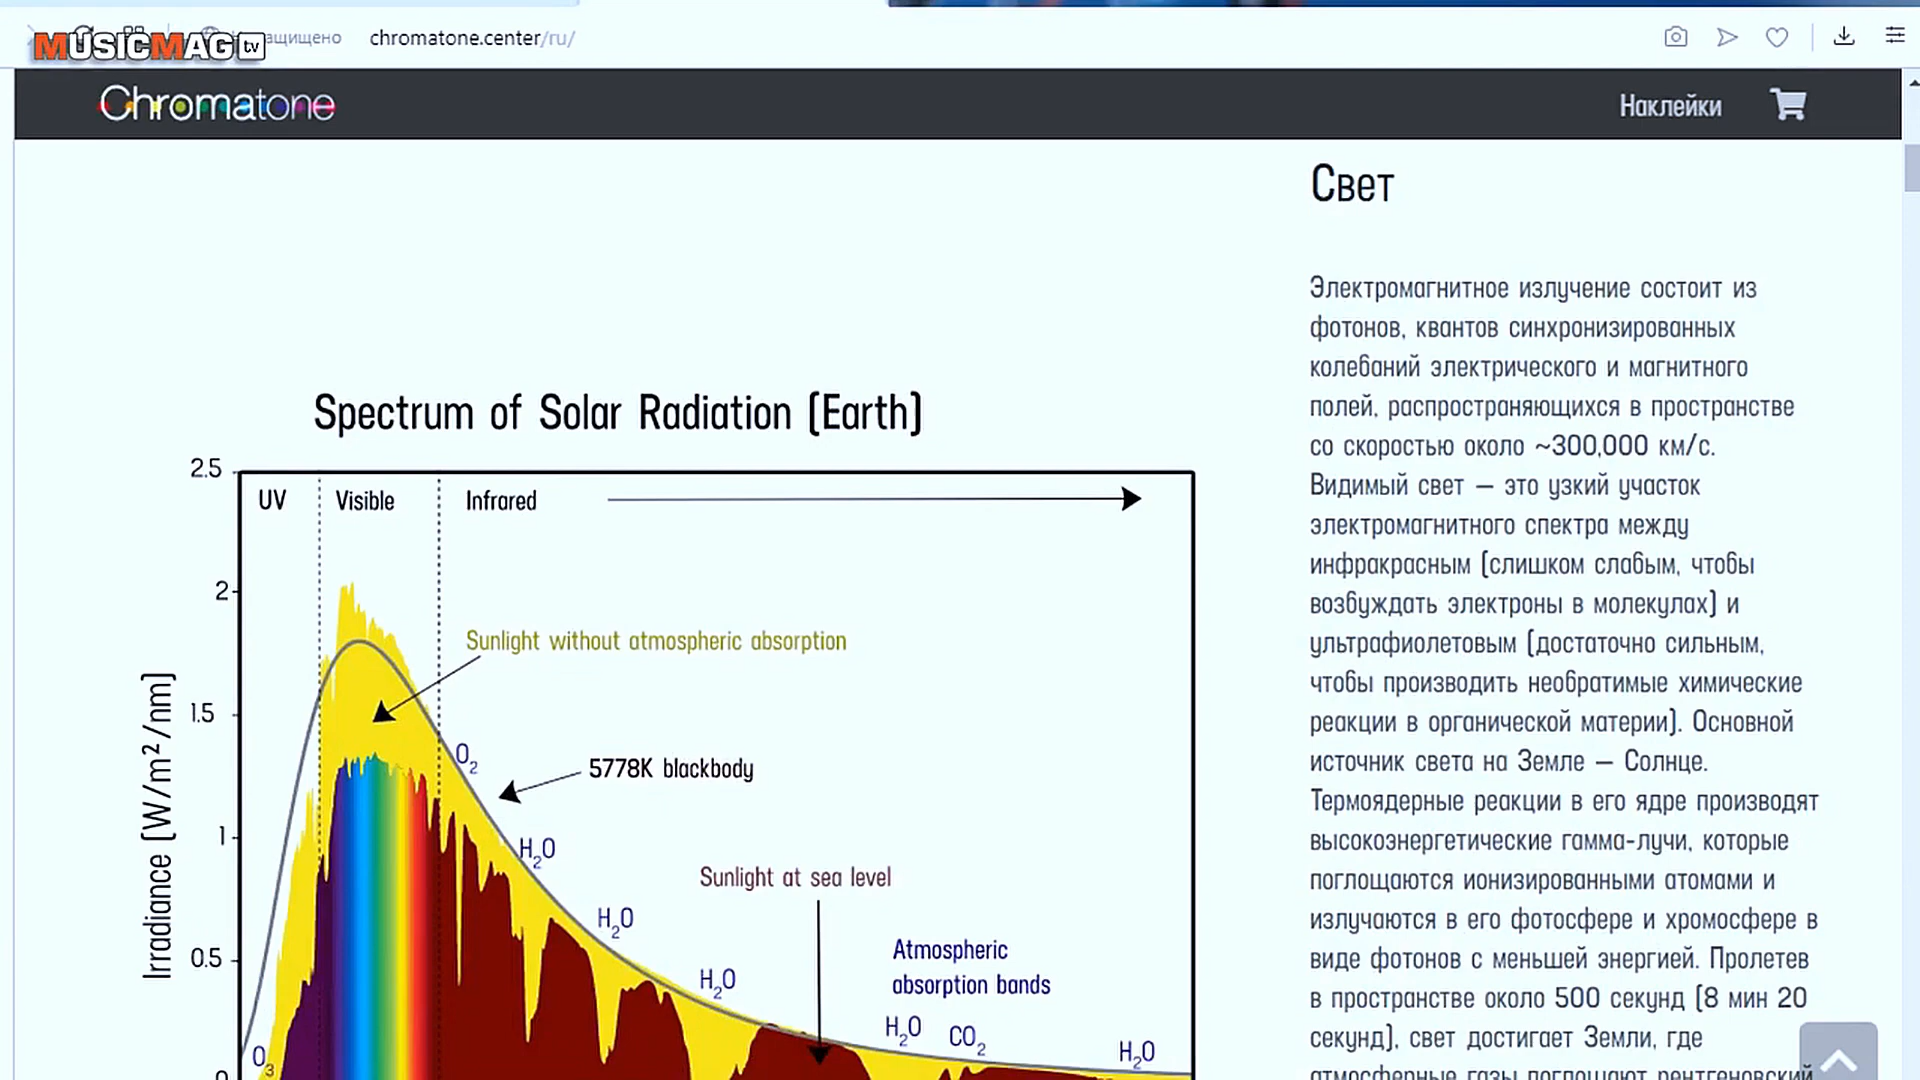 MUSICMAG tv
ащищено
chromatone.center/ru/
Chromatone
Наклейки
Spectrum of Solar Radiation (Earth)
2.5
UV
Visible
Infrared
2
Sunlight without atmospheric absorption
1.5
O2
5778K blackbody
Irradiance (W/m²/nm)
1
H2O
Sunlight at sea level
H2O
0.5
H2O
Atmospheric
absorption bands
H2O
CO2
H2O
O3
0
Свет
Электромагнитное излучение состоит из
фотонов, квантов синхронизированных
колебаний электрического и магнитного
полей, распространяющихся в пространстве
со скоростью около ~300,000 км/с.
Видимый свет — это узкий участок
электромагнитного спектра между
инфракрасным (слишком слабым, чтобы
возбуждать электроны в молекулах) и
ультрафиолетовым (достаточно сильным,
чтобы производить необратимые химические
реакции в органической материи). Основной
источник света на Земле — Солнце.
Термоядерные реакции в его ядре производят
высокоэнергетические гамма-лучи, которые
поглощаются ионизированными атомами и
излучаются в его фотосфере и хромосфере в
виде фотонов с меньшей энергией. Пролетев
в пространстве около 500 секунд (8 мин 20
секунд), свет достигает Земли, где
атмосферные газы поглощают рентгеновский